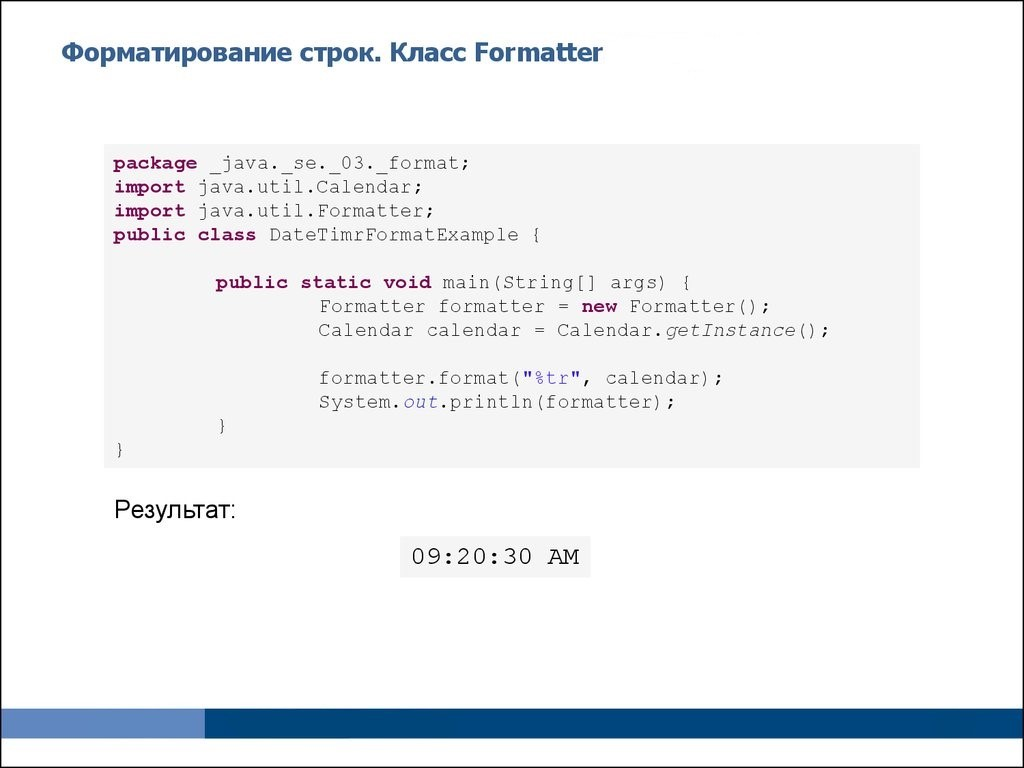 Форматирование строк. Класс Formatter
package _java._se._03._format;
import java.util.Calendar;
import java.util.Formatter;
public class DateTimrFormatExample {
public static void main(String[] args) {
Formatter formatter = new Formatter();
Calendar calendar = Calendar.getInstance();
formatter.format("%tr", calendar);
System.out.println(formatter);
}
}
Результат:
09:20:30 AM